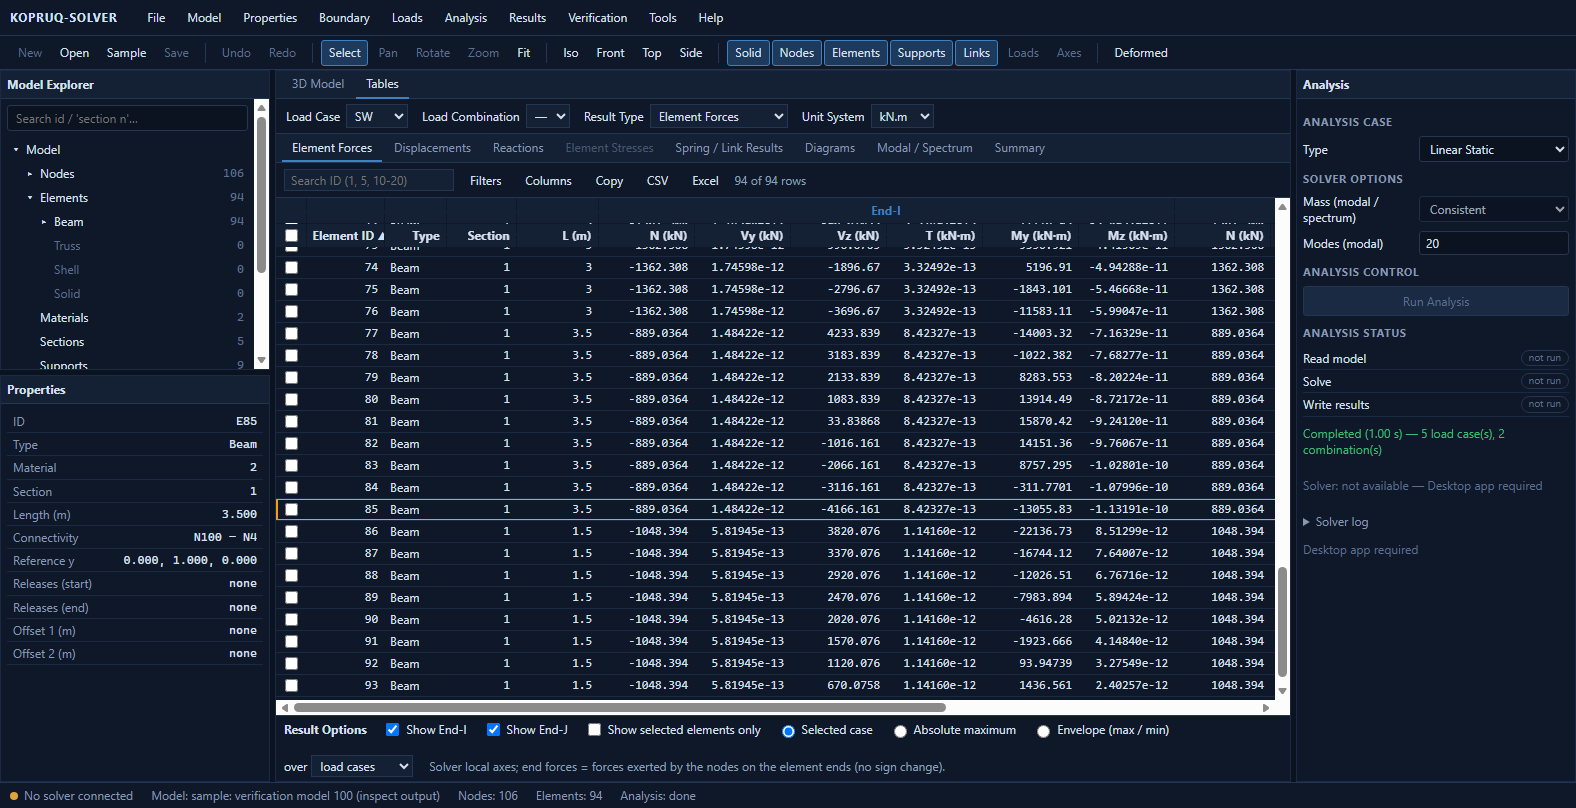 KOPRUQ-SOLVER File Model Properties Boundary Loads Analysis Results Verification Tools Help
New Open Sample Save Undo Redo Select Pan Rotate Zoom Fit Iso Front Top Side Solid Nodes Elements Supports Links Loads Axes Deformed
Model Explorer
Search id / 'section n'...
Model
Nodes 106
Elements 94
Beam 94
Truss 0
Shell 0
Solid 0
Materials 2
Sections 5
Supports 9
Properties
ID E85
Type Beam
Material 2
Section 1
Length (m) 3.500
Connectivity N100 — N4
Reference y 0.000, 1.000, 0.000
Releases (start) none
Releases (end) none
Offset 1 (m) none
Offset 2 (m) none
3D Model Tables
Load Case SW Load Combination — Result Type Element Forces Unit System kN.m
Element Forces Displacements Reactions Element Stresses Spring / Link Results Diagrams Modal / Spectrum Summary
Search ID (1, 5, 10-20) Filters Columns Copy CSV Excel 94 of 94 rows
End-I
Element ID ▲ Type Section L (m) N (kN) Vy (kN) Vz (kN) T (kN·m) My (kN·m) Mz (kN·m) N (kN)
74 Beam 1 3 -1362.308 1.74598e-12 -1896.67 3.32492e-13 5196.91 -4.94288e-11 1362.308
75 Beam 1 3 -1362.308 1.74598e-12 -2796.67 3.32492e-13 -1843.101 -5.46668e-11 1362.308
76 Beam 1 3 -1362.308 1.74598e-12 -3696.67 3.32492e-13 -11583.11 -5.99047e-11 1362.308
77 Beam 1 3.5 -889.0364 1.48422e-12 4233.839 8.42327e-13 -14003.32 -7.16329e-11 889.0364
78 Beam 1 3.5 -889.0364 1.48422e-12 3183.839 8.42327e-13 -1022.382 -7.68277e-11 889.0364
79 Beam 1 3.5 -889.0364 1.48422e-12 2133.839 8.42327e-13 8283.553 -8.20224e-11 889.0364
80 Beam 1 3.5 -889.0364 1.48422e-12 1083.839 8.42327e-13 13914.49 -8.72172e-11 889.0364
81 Beam 1 3.5 -889.0364 1.48422e-12 33.83868 8.42327e-13 15870.42 -9.24120e-11 889.0364
82 Beam 1 3.5 -889.0364 1.48422e-12 -1016.161 8.42327e-13 14151.36 -9.76067e-11 889.0364
83 Beam 1 3.5 -889.0364 1.48422e-12 -2066.161 8.42327e-13 8757.295 -1.02801e-10 889.0364
84 Beam 1 3.5 -889.0364 1.48422e-12 -3116.161 8.42327e-13 -311.7701 -1.07996e-10 889.0364
85 Beam 1 3.5 -889.0364 1.48422e-12 -4166.161 8.42327e-13 -13055.83 -1.13191e-10 889.0364
86 Beam 1 1.5 -1048.394 5.81945e-13 3820.076 1.14160e-12 -22136.73 8.51299e-12 1048.394
87 Beam 1 1.5 -1048.394 5.81945e-13 3370.076 1.14160e-12 -16744.12 7.64007e-12 1048.394
88 Beam 1 1.5 -1048.394 5.81945e-13 2920.076 1.14160e-12 -12026.51 6.76716e-12 1048.394
89 Beam 1 1.5 -1048.394 5.81945e-13 2470.076 1.14160e-12 -7983.894 5.89424e-12 1048.394
90 Beam 1 1.5 -1048.394 5.81945e-13 2020.076 1.14160e-12 -4616.28 5.02132e-12 1048.394
91 Beam 1 1.5 -1048.394 5.81945e-13 1570.076 1.14160e-12 -1923.666 4.14840e-12 1048.394
92 Beam 1 1.5 -1048.394 5.81945e-13 1120.076 1.14160e-12 93.94739 3.27549e-12 1048.394
93 Beam 1 1.5 -1048.394 5.81945e-13 670.0758 1.14160e-12 1436.561 2.40257e-12 1048.394
Result Options Show End-I Show End-J Show selected elements only Selected case Absolute maximum Envelope (max / min)
over load cases Solver local axes; end forces = forces exerted by the nodes on the element ends (no sign change).
Analysis
ANALYSIS CASE
Type Linear Static
SOLVER OPTIONS
Mass (modal / spectrum) Consistent
Modes (modal) 20
ANALYSIS CONTROL
Run Analysis
ANALYSIS STATUS
Read model not run
Solve not run
Write results not run
Completed (1.00 s) — 5 load case(s), 2
combination(s)
Solver: not available — Desktop app required
Solver log
Desktop app required
No solver connected Model: sample: verification model 100 (inspect output) Nodes: 106 Elements: 94 Analysis: done